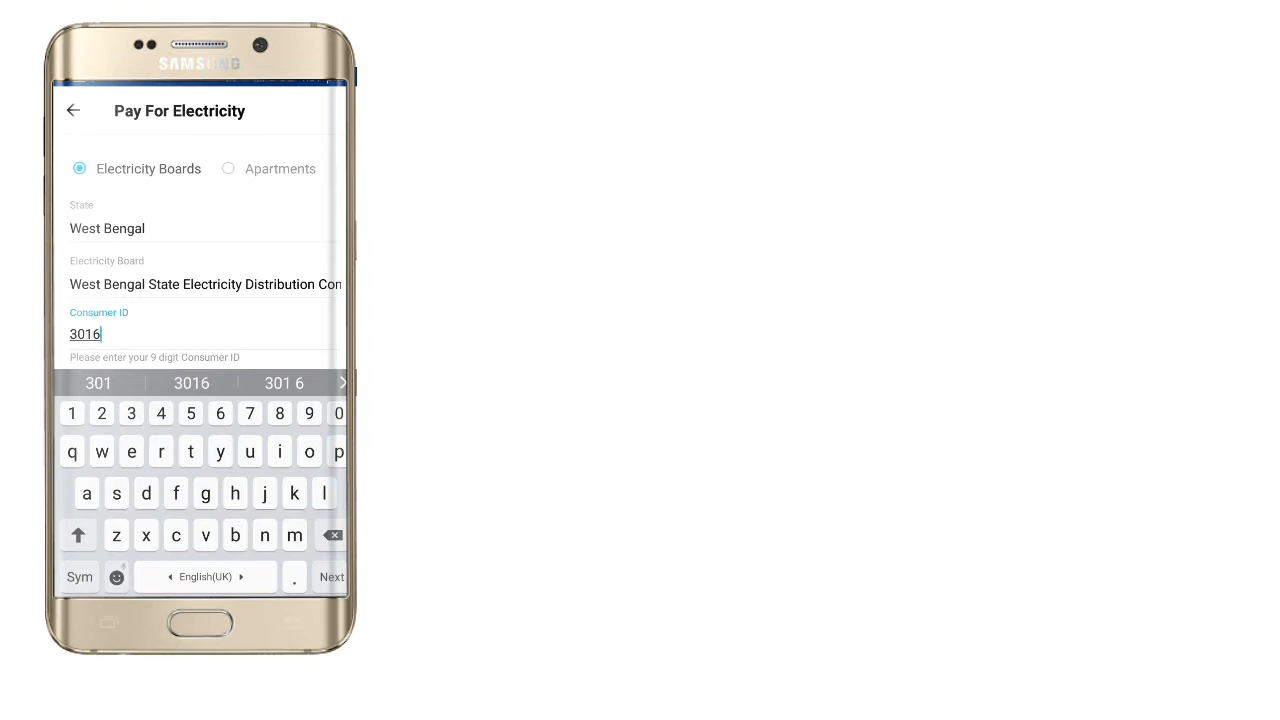 SAMSUNG
Pay For Electricity
Electricity Boards Apartments
State
West Bengal
Electricity Board
West Bengal State Electricity Distribution Con
Consumer ID
3016
Please enter your 9 digit Consumer ID
301 3016 301 6
1 2 3 4 5 6 7 8 9 0
q w e r t y u i o p
a s d f g h j k l
z x c v b n m
Sym English(UK) . Next